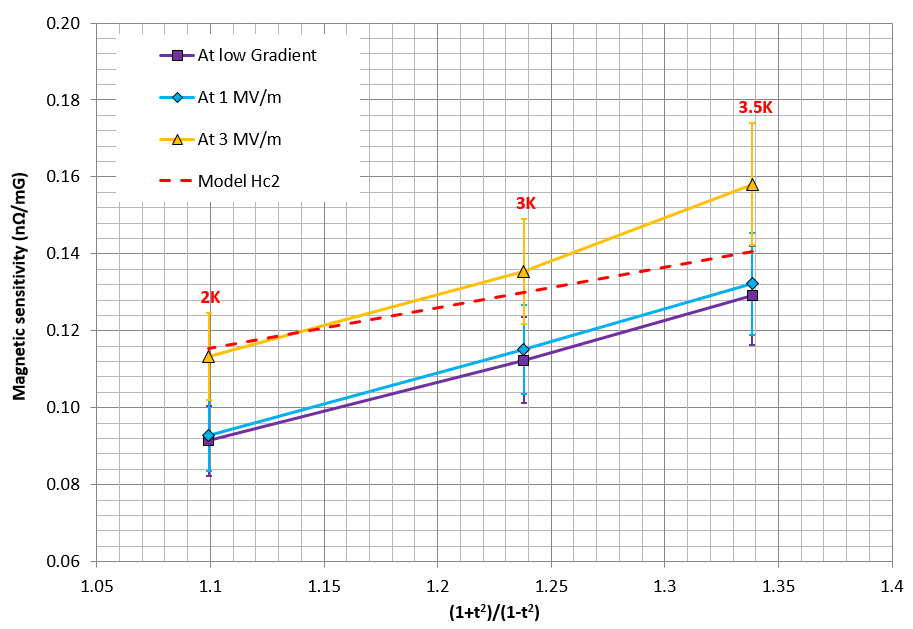 0.20
0.18
0.16
0.14
0.12
0.10
0.08
0.06
Magnetic sensitivity (nΩ/mG)
At low Gradient
At 1 MV/m
At 3 MV/m
Model Hc2
2K
3K
3.5K
1.05
1.1
1.15
1.2
1.25
1.3
1.35
1.4
(1+t²)/(1-t²)